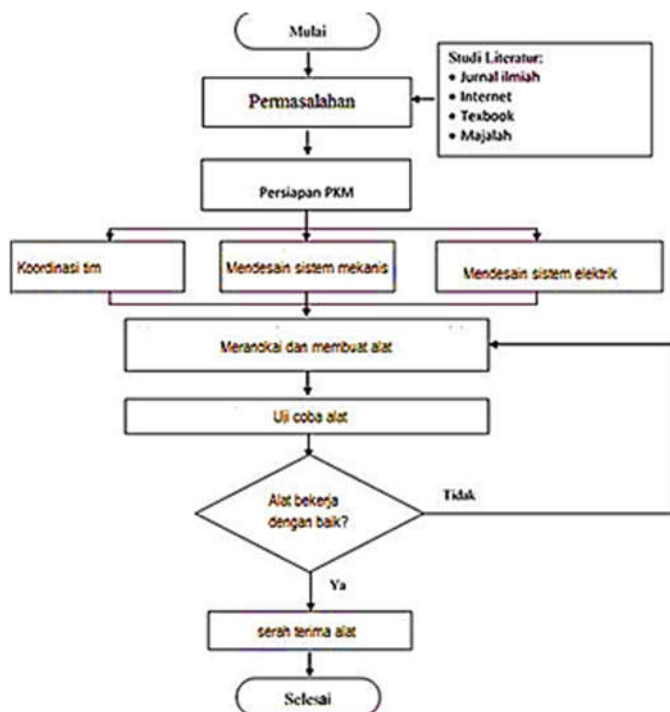 Mulai
Studi Literatur:
• Jurnal ilmiah
• Internet
• Texbook
• Majalah
Permasalahan
Persiapan PKM
Koordinasi tim
Mendesain sistem mekanis
Mendesain sistem elektrik
Merangkai dan membuat alat
Uji coba alat
Alat bekerja
dengan baik?
Tidak
Ya
serah terima alat
Selesai